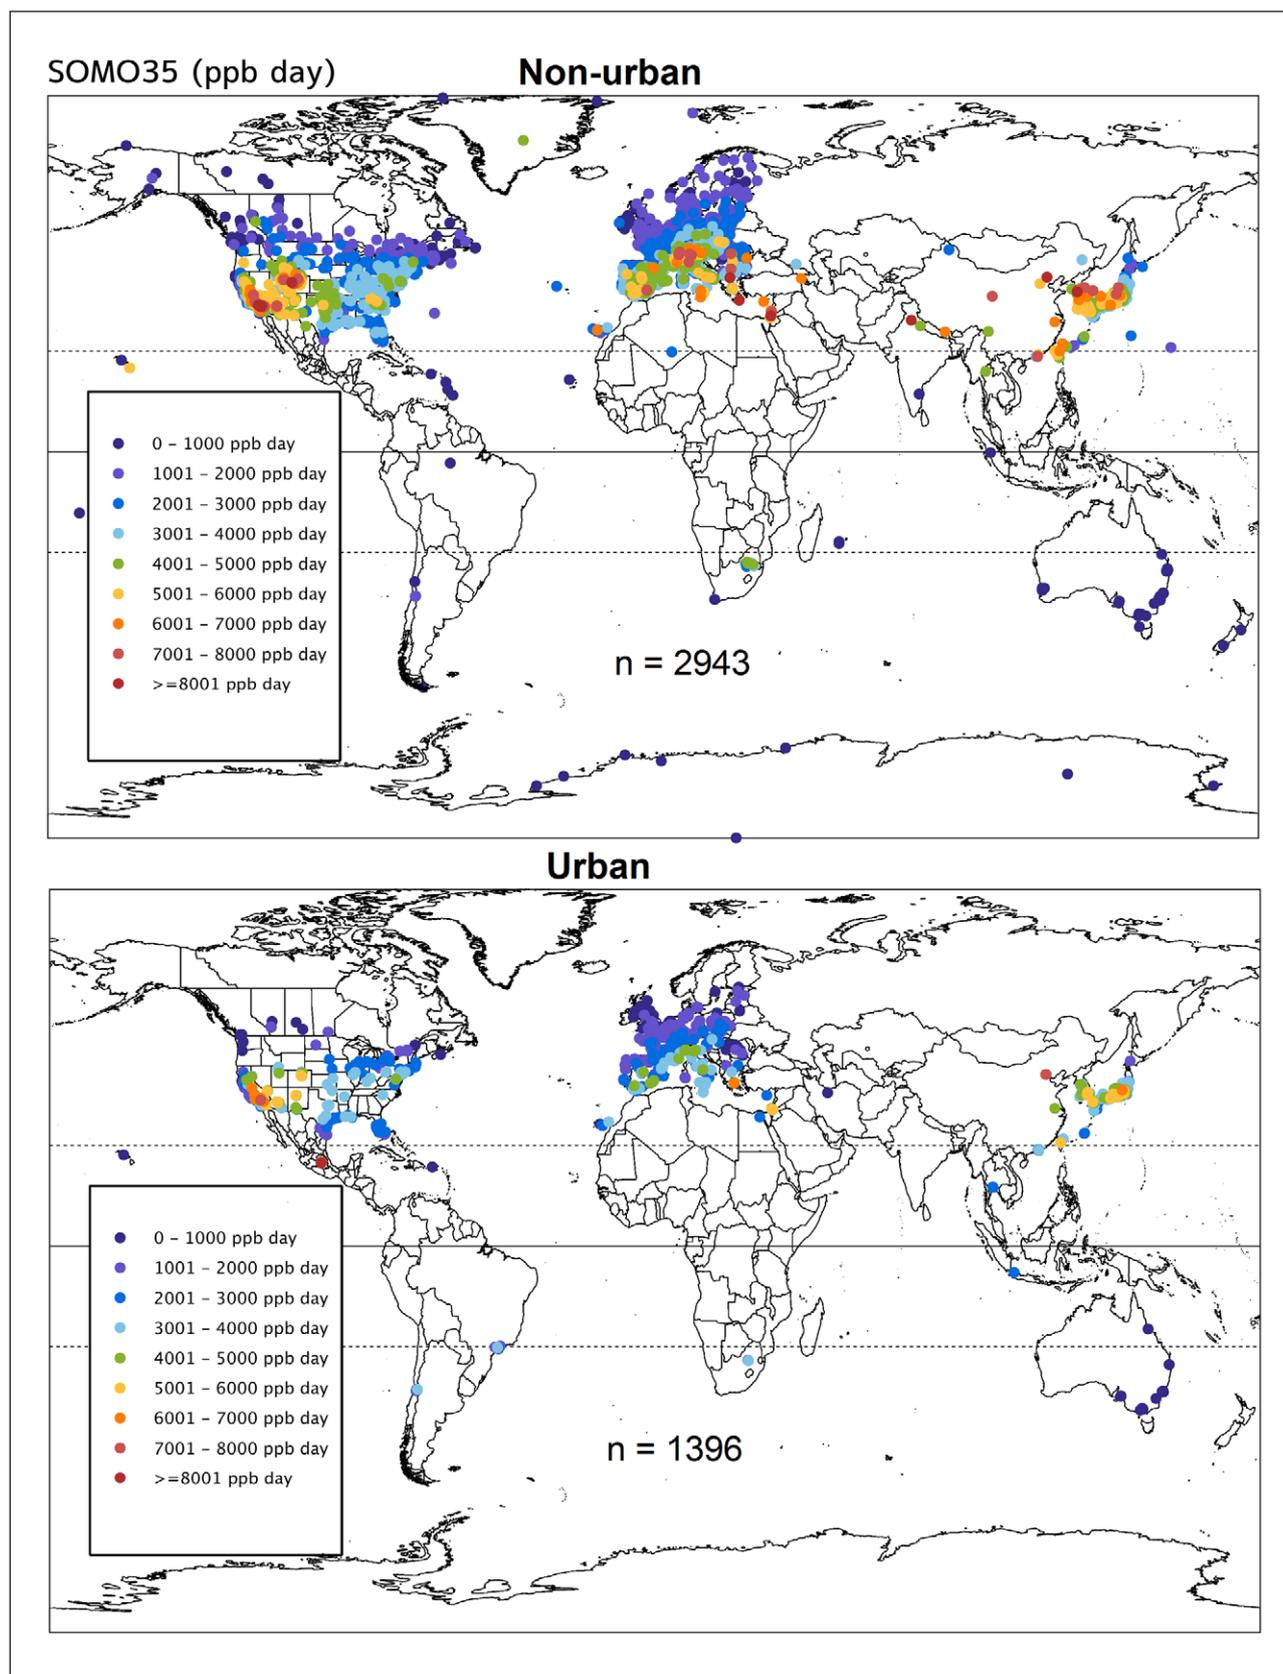 SOMO35 (ppb day)
Non-urban
0 – 1000 ppb day
1001 – 2000 ppb day
2001 – 3000 ppb day
3001 – 4000 ppb day
4001 – 5000 ppb day
5001 – 6000 ppb day
6001 – 7000 ppb day
7001 – 8000 ppb day
>=8001 ppb day
n = 2943
Urban
0 – 1000 ppb day
1001 – 2000 ppb day
2001 – 3000 ppb day
3001 – 4000 ppb day
4001 – 5000 ppb day
5001 – 6000 ppb day
6001 – 7000 ppb day
7001 – 8000 ppb day
>=8001 ppb day
n = 1396